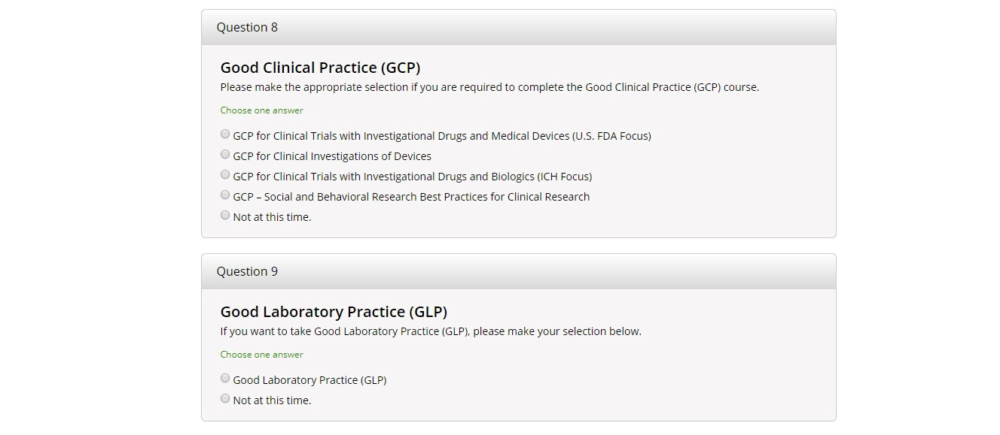 Question 8
Good Clinical Practice (GCP)
Please make the appropriate selection if you are required to complete the Good Clinical Practice (GCP) course.
Choose one answer
GCP for Clinical Trials with Investigational Drugs and Medical Devices (U.S. FDA Focus)
GCP for Clinical Investigations of Devices
GCP for Clinical Trials with Investigational Drugs and Biologics (ICH Focus)
GCP – Social and Behavioral Research Best Practices for Clinical Research
Not at this time.
Question 9
Good Laboratory Practice (GLP)
If you want to take Good Laboratory Practice (GLP), please make your selection below.
Choose one answer
Good Laboratory Practice (GLP)
Not at this time.